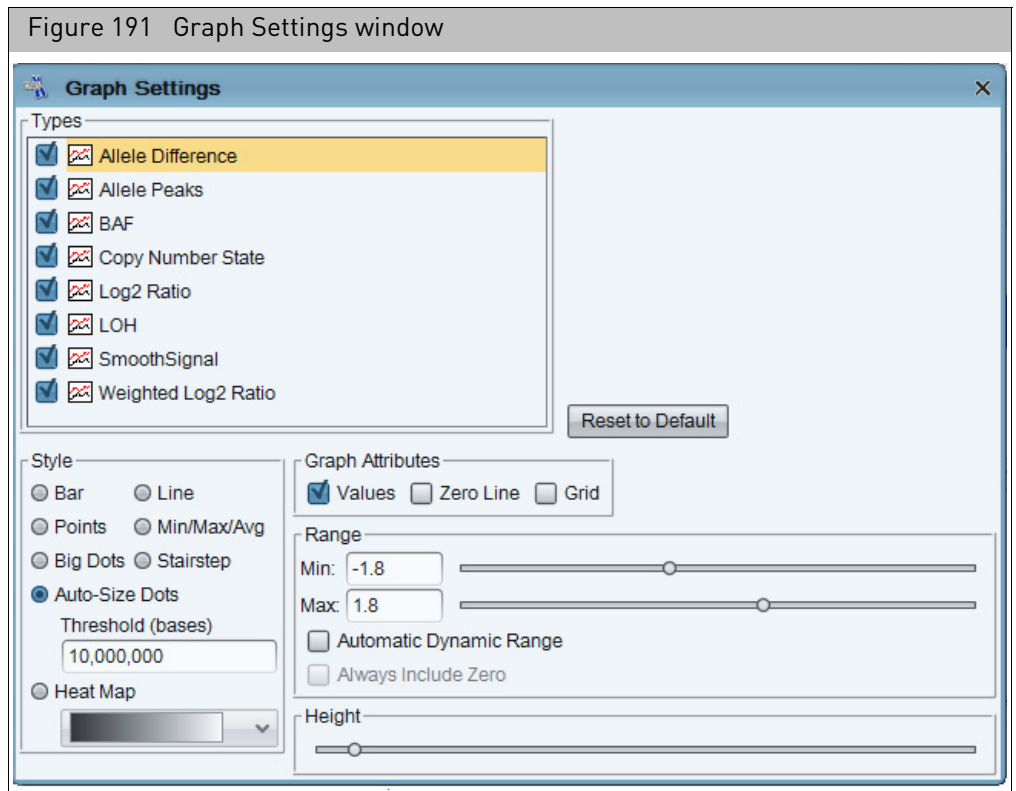 Figure 191 Graph Settings window
Graph Settings
Types
Allele Difference
Allele Peaks
BAF
Copy Number State
Log2 Ratio
LOH
SmoothSignal
Weighted Log2 Ratio
Reset to Default
Style
Bar Line
Points Min/Max/Avg
Big Dots Stairstep
Auto-Size Dots
Threshold (bases)
10,000,000
Heat Map
Graph Attributes
Values Zero Line Grid
Range
Min: -1.8
Max: 1.8
Automatic Dynamic Range
Always Include Zero
Height